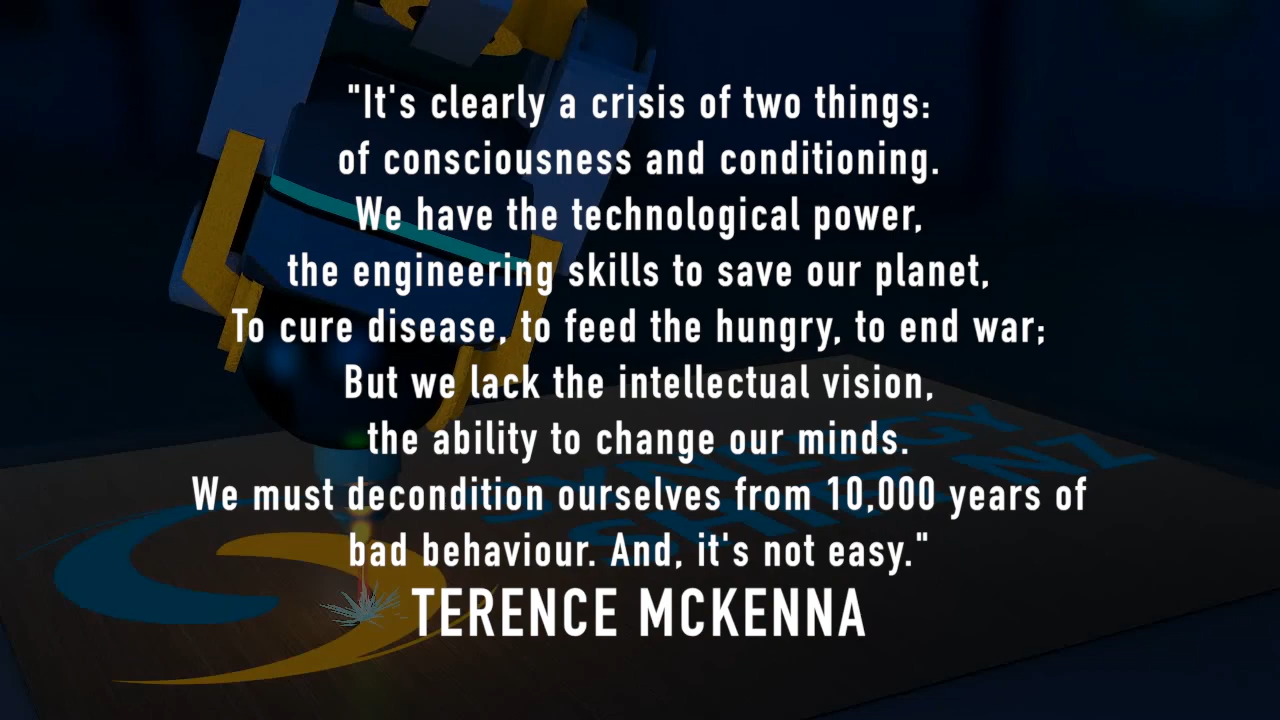 "It's clearly a crisis of two things:
of consciousness and conditioning.
We have the technological power,
the engineering skills to save our planet,
To cure disease, to feed the hungry, to end war;
But we lack the intellectual vision,
the ability to change our minds.
We must decondition ourselves from 10,000 years of
bad behaviour. And, it's not easy."
TERENCE MCKENNA
SYNERGY
SHIFT NZ